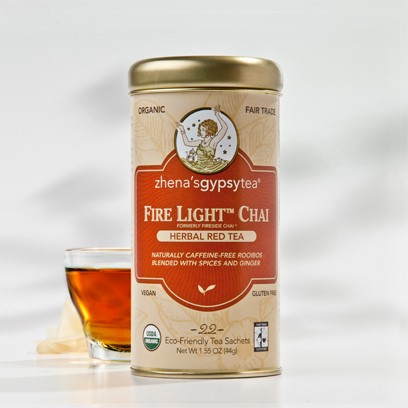 ORGANIC
FAIR TRADE
zhena'sgypsytea®
FIRE LIGHT™ CHAI
FORMERLY FIRESIDE CHAI™
HERBAL RED TEA
NATURALLY CAFFEINE-FREE ROOIBOS
BLENDED WITH SPICES AND GINGER
VEGAN
GLUTEN FREE
-22-
Eco-Friendly Tea Sachets
Net Wt 1.55 OZ (44g)
USDA
ORGANIC